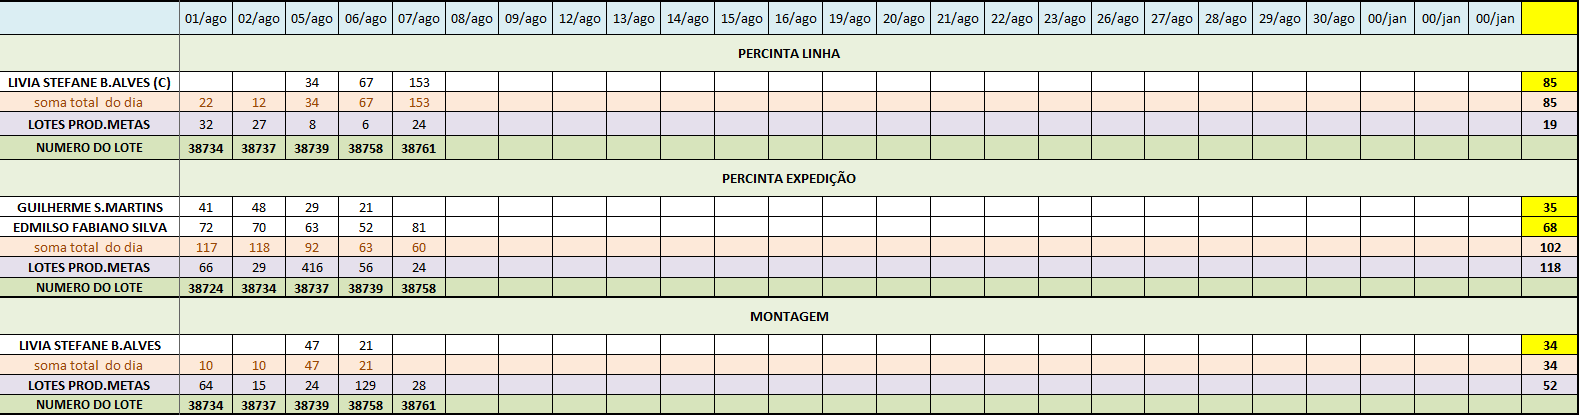 01/ago 02/ago 05/ago 06/ago 07/ago 08/ago 09/ago 12/ago 13/ago 14/ago 15/ago 16/ago 19/ago 20/ago 21/ago 22/ago 23/ago 26/ago 27/ago 28/ago 29/ago 30/ago 00/jan 00/jan 00/jan
PERCINTA LINHA
LIVIA STEFANE B.ALVES (C) 34 67 153 85
soma total do dia 22 12 34 67 153 85
LOTES PROD.METAS 32 27 8 6 24 19
NUMERO DO LOTE 38734 38737 38739 38758 38761
PERCINTA EXPEDIÇÃO
GUILHERME S.MARTINS 41 48 29 21 35
EDMILSO FABIANO SILVA 72 70 63 52 81 68
soma total do dia 117 118 92 63 60 102
LOTES PROD.METAS 66 29 416 56 24 118
NUMERO DO LOTE 38724 38734 38737 38739 38758
MONTAGEM
LIVIA STEFANE B.ALVES 47 21 34
soma total do dia 10 10 47 21 34
LOTES PROD.METAS 64 15 24 129 28 52
NUMERO DO LOTE 38734 38737 38739 38758 38761